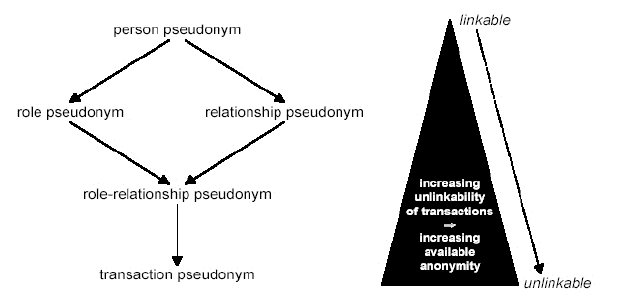 person pseudonym
role pseudonym
relationship pseudonym
role-relationship pseudonym
transaction pseudonym
linkable
increasing
unlinkability
of transactions
→
increasing
available
anonymity
unlinkable